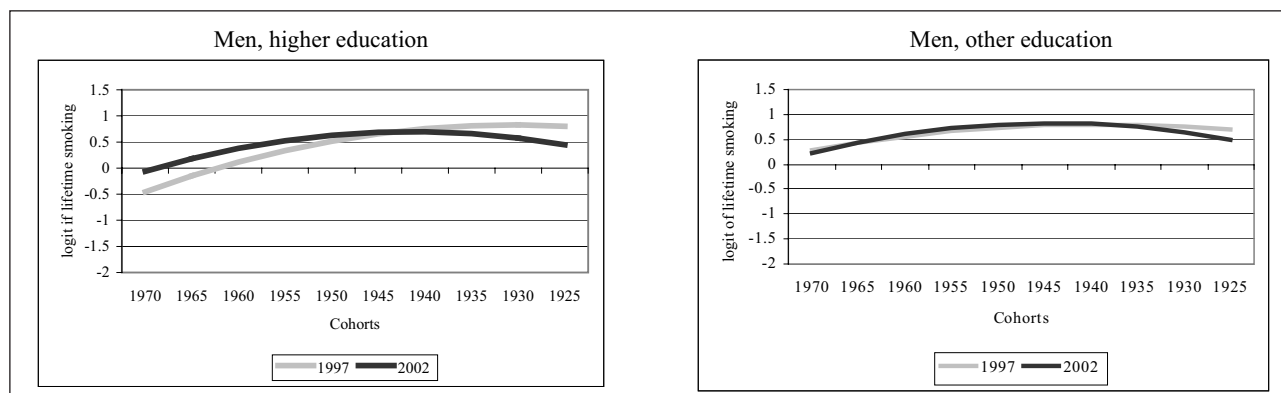 Men, higher education
logit if lifetime smoking
1.5
1
0.5
0
-0.5
-1
-1.5
-2
1970 1965 1960 1955 1950 1945 1940 1935 1930 1925
Cohorts
1997 2002
Men, other education
logit of lifetime smoking
1.5
1
0.5
0
-0.5
-1
-1.5
-2
1970 1965 1960 1955 1950 1945 1940 1935 1930 1925
Cohorts
1997 2002